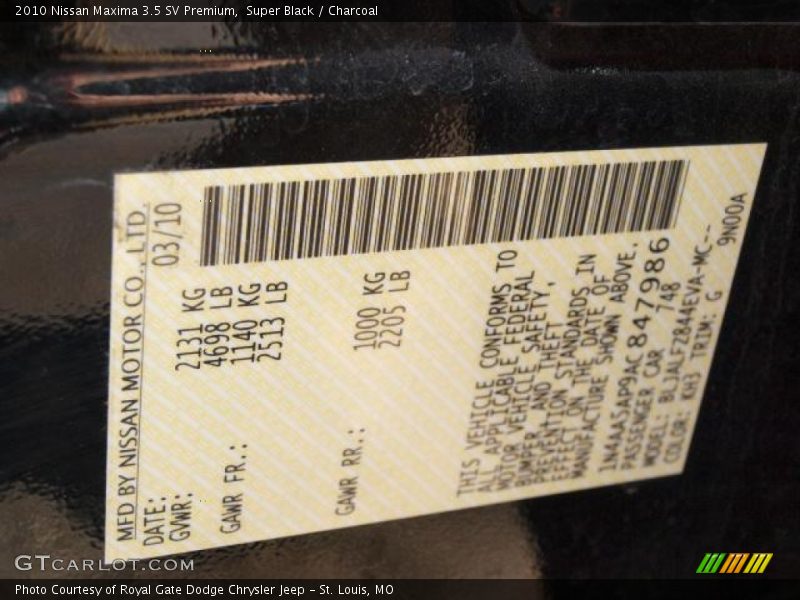 2010 Nissan Maxima 3.5 SV Premium, Super Black / Charcoal
MFD BY NISSAN MOTOR CO., LTD.
DATE: 03/10
GVWR: 2131 KG
4698 LB
GAWR FR.: 1140 KG
2513 LB
GAWR RR.: 1000 KG
2205 LB
THIS VEHICLE CONFORMS TO
ALL APPLICABLE FEDERAL
MOTOR VEHICLE SAFETY,
BUMPER, AND THEFT
PREVENTION STANDARDS IN
EFFECT ON THE DATE OF
MANUFACTURE SHOWN ABOVE.
1N4AA5AP9AC847986
PASSENGER CAR 748
MODEL: BLJALFZB44EVA-MC--
COLOR: KH3 TRIM: G 9N00A
GTCARLOT.COM
Photo Courtesy of Royal Gate Dodge Chrysler Jeep – St. Louis, MO